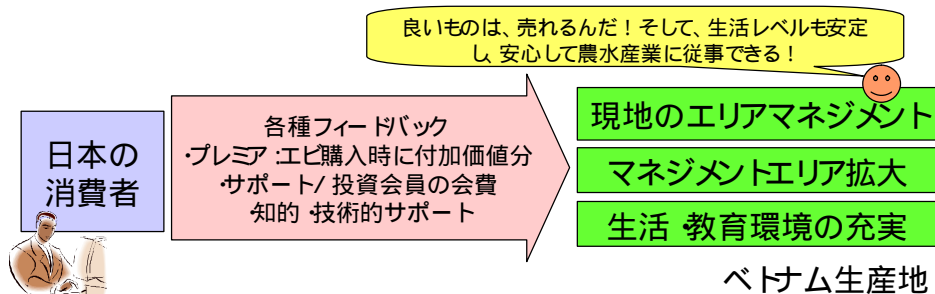 良いものは、売れるんだ！そして、生活レベルも安定
し、安心して農水産業に従事できる！
日本の
消費者
各種フィードバック
・プレミア：エビ購入時に付加価値分
・サポート/投資会員の会費
・知的・技術的サポート
現地のエリアマネジメント
マネジメントエリア拡大
生活・教育環境の充実
ベトナム生産地